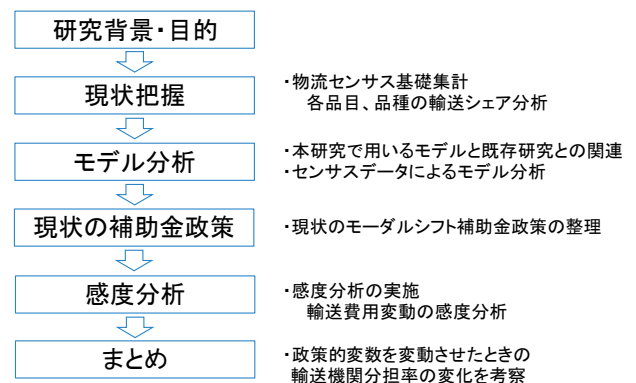 研究背景・目的
現状把握
・物流センサス基礎集計
各品目、品種の輸送シェア分析
モデル分析
・本研究で用いるモデルと既存研究との関連
・センサスデータによるモデル分析
現状の補助金政策
・現状のモーダルシフト補助金政策の整理
感度分析
・感度分析の実施
輸送費用変動の感度分析
まとめ
・政策的変数を変動させたときの
輸送機関分担率の変化を考察